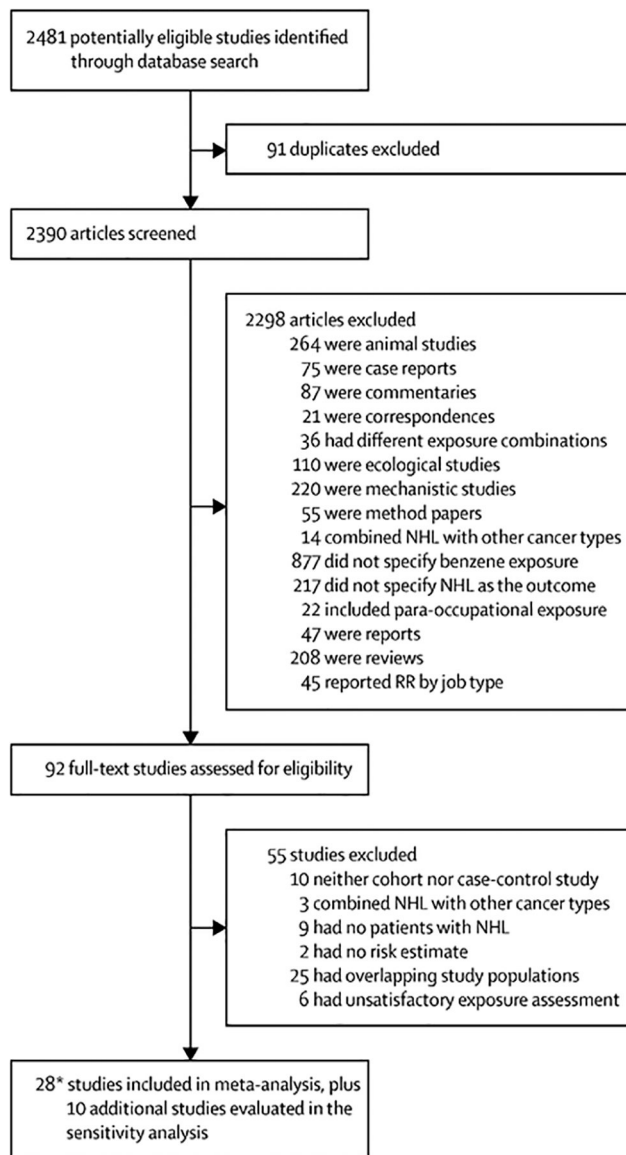 2481 potentially eligible studies identified
through database search
91 duplicates excluded
2390 articles screened
2298 articles excluded
264 were animal studies
75 were case reports
87 were commentaries
21 were correspondences
36 had different exposure combinations
110 were ecological studies
220 were mechanistic studies
55 were method papers
14 combined NHL with other cancer types
877 did not specify benzene exposure
217 did not specify NHL as the outcome
22 included para-occupational exposure
47 were reports
208 were reviews
45 reported RR by job type
92 full-text studies assessed for eligibility
55 studies excluded
10 neither cohort nor case-control study
3 combined NHL with other cancer types
9 had no patients with NHL
2 had no risk estimate
25 had overlapping study populations
6 had unsatisfactory exposure assessment
28* studies included in meta-analysis, plus
10 additional studies evaluated in the
sensitivity analysis